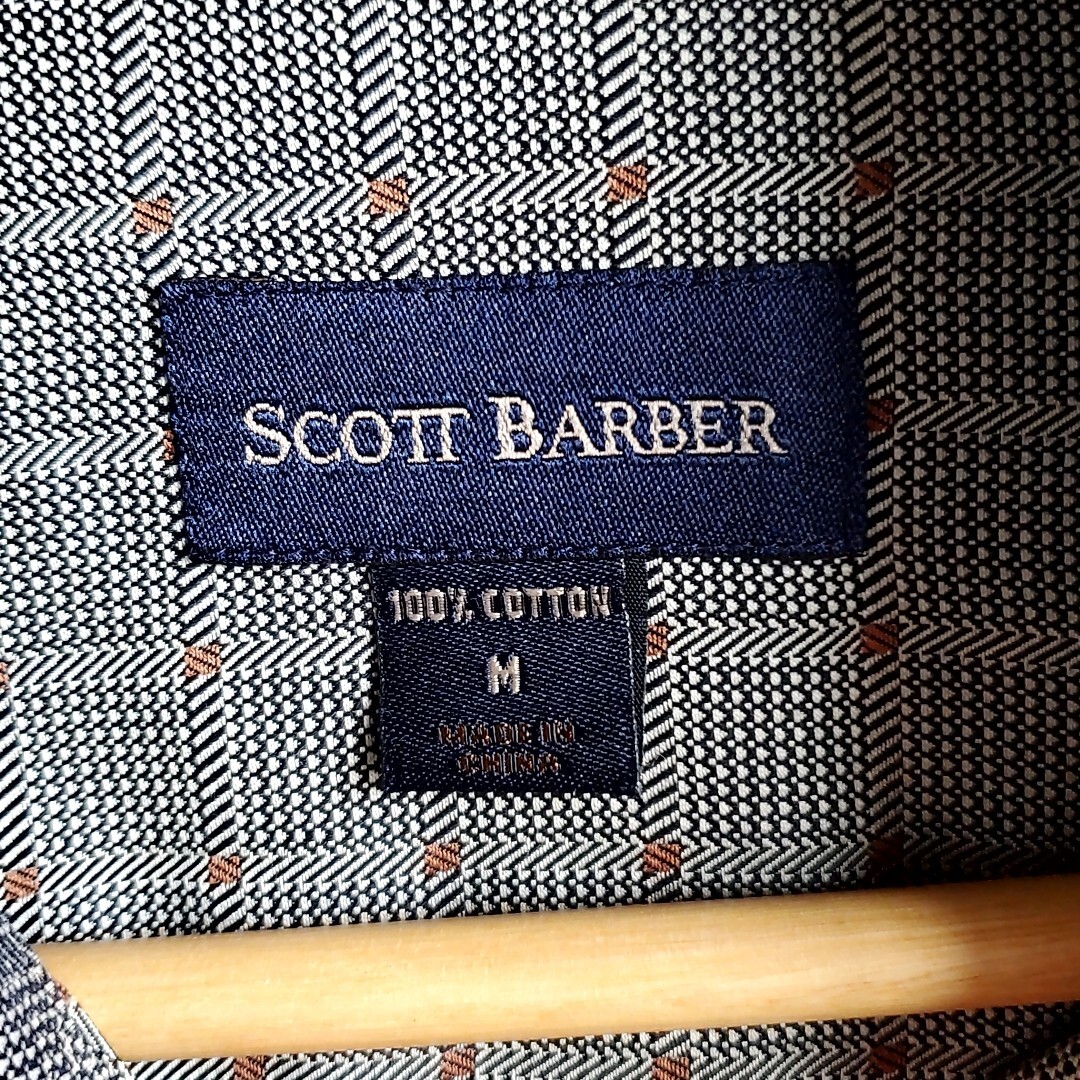 SCOTT BARBER
100% COTTON
M
MADE IN
CHINA